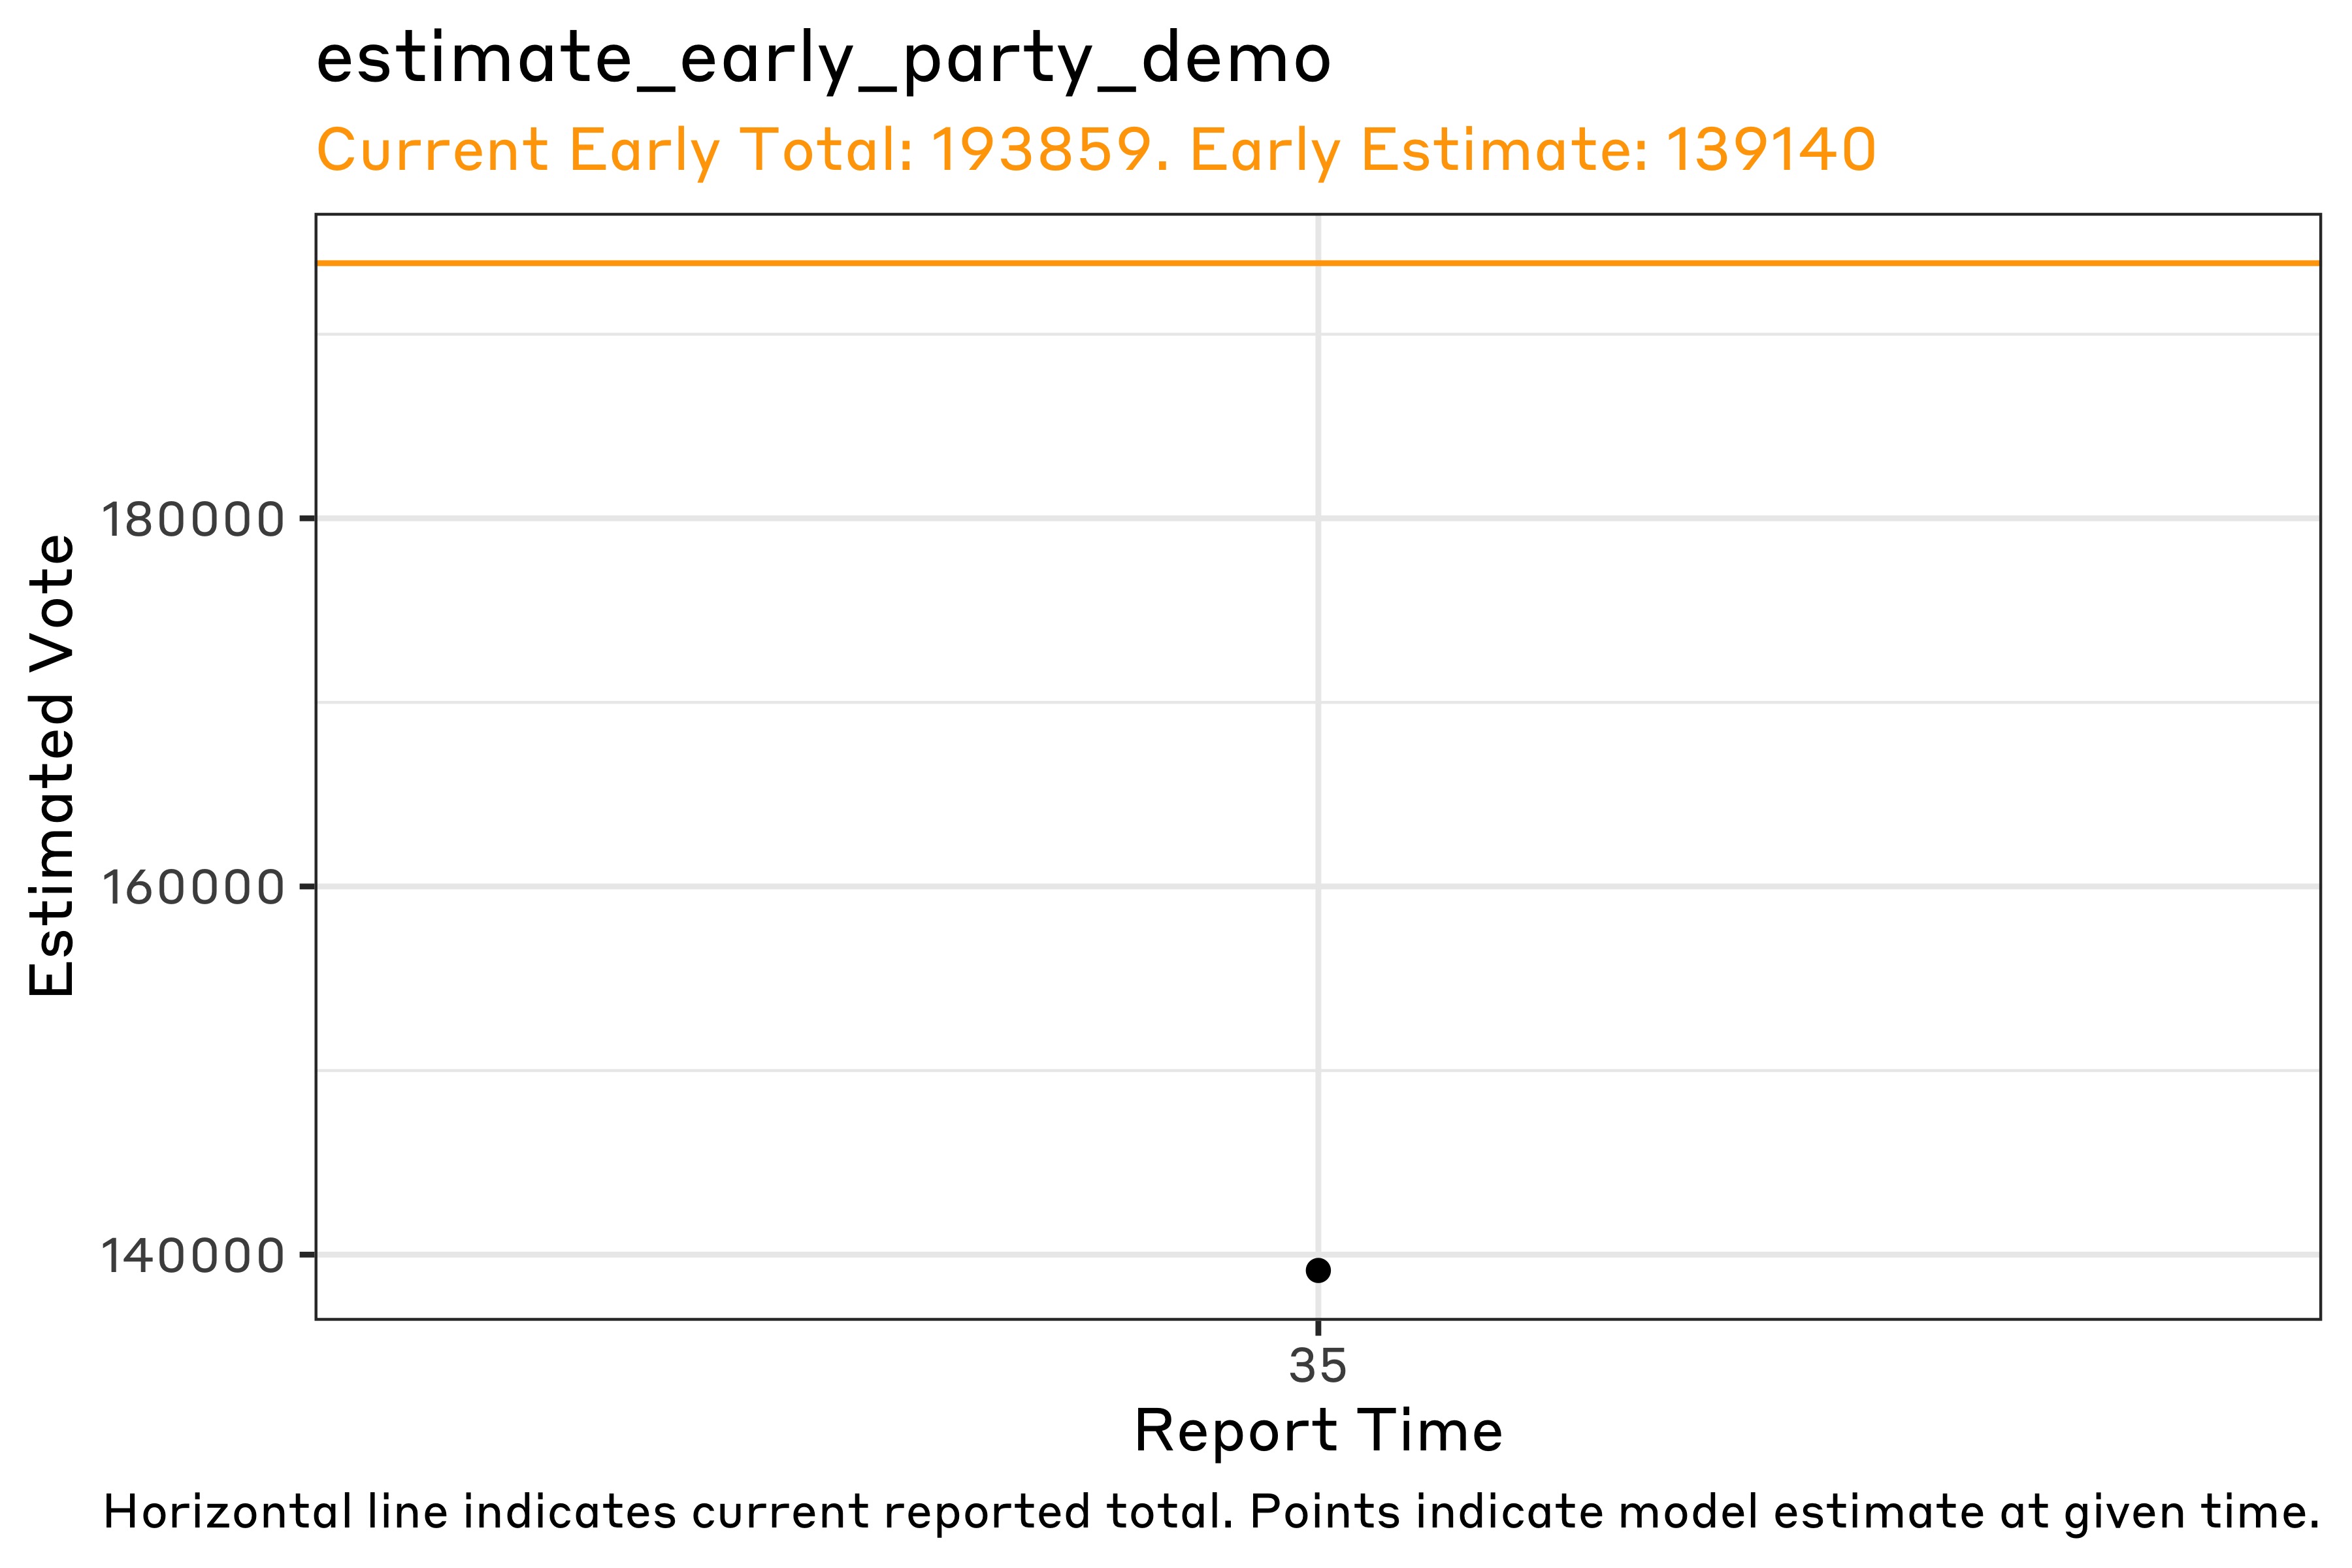 estimate_early_party_demo
Current Early Total: 193859. Early Estimate: 139140
Estimated Vote
180000
160000
140000
35
Report Time
Horizontal line indicates current reported total. Points indicate model estimate at given time.